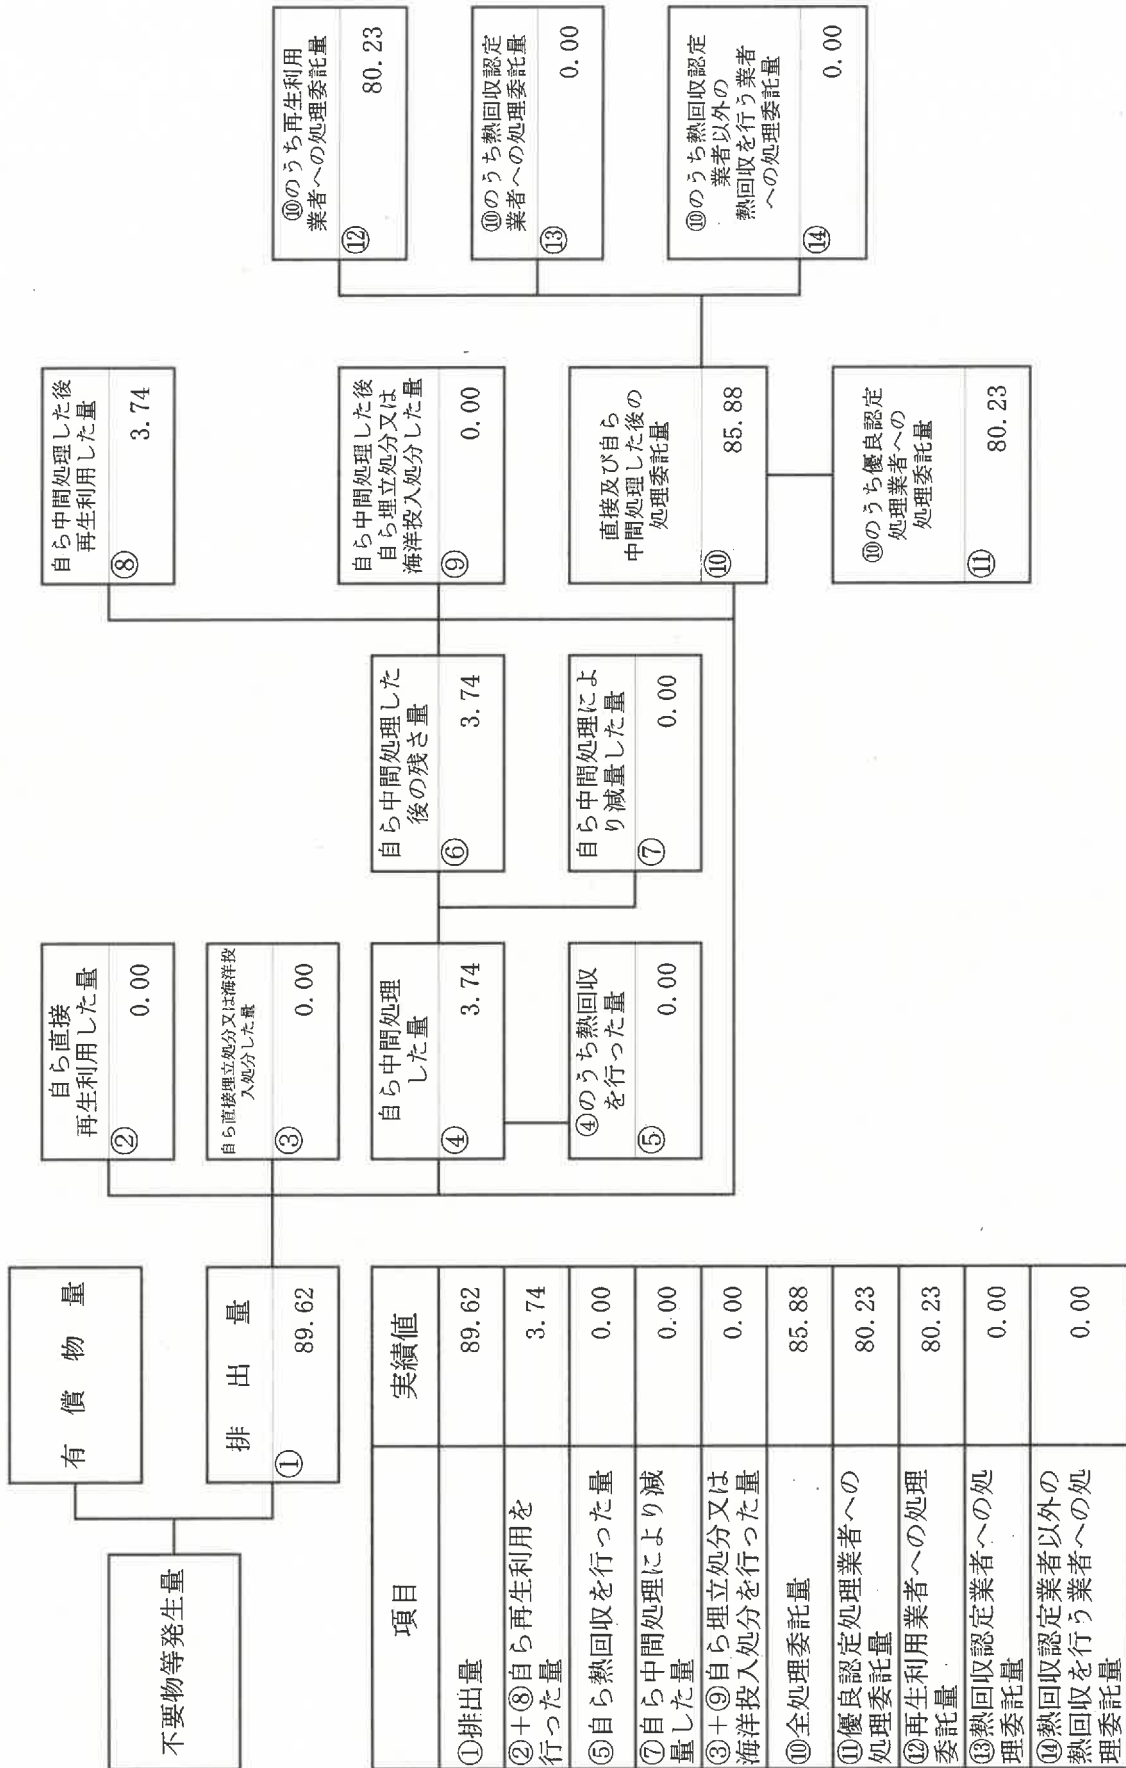 不要物等発生量
有 償 物 量
排 出 量
① 89.62
自ら直接
再生利用した量
② 0.00
自ら直接埋立処分又は海洋投
入処分した量
③ 0.00
自ら中間処理
した量
④ 3.74
④のうち熱回収
を行った量
⑤ 0.00
自ら中間処理した
後の残さ量
⑥ 3.74
自ら中間処理によ
り減量した量
⑦ 0.00
自ら中間処理した後
再生利用した量
⑧ 3.74
自ら中間処理した後
自ら埋立処分又は
海洋投入処分した量
⑨ 0.00
直接及び自ら
中間処理した後の
処理委託量
⑩ 85.88
⑩のうち優良認定
処理業者への
処理委託量
⑪ 80.23
⑩のうち再生利用
業者への処理委託量
⑫ 80.23
⑩のうち熱回収認定
業者への処理委託量
⑬ 0.00
⑩のうち熱回収認定
業者以外の
熱回収を行う業者
への処理委託量
⑭ 0.00
項目 実績値
①排出量 89.62
②+⑧自ら再生利用を
行った量 3.74
⑤自ら熱回収を行った量 0.00
⑦自ら中間処理により減
量した量 0.00
③+⑨自ら埋立処分又は
海洋投入処分を行った量 0.00
⑩全処理委託量 85.88
⑪優良認定処理業者への
処理委託量 80.23
⑫再生利用業者への処理
委託量 80.23
⑬熱回収認定業者への処
理委託量 0.00
⑭熱回収認定業者以外の
熱回収を行う業者への処
理委託量 0.00